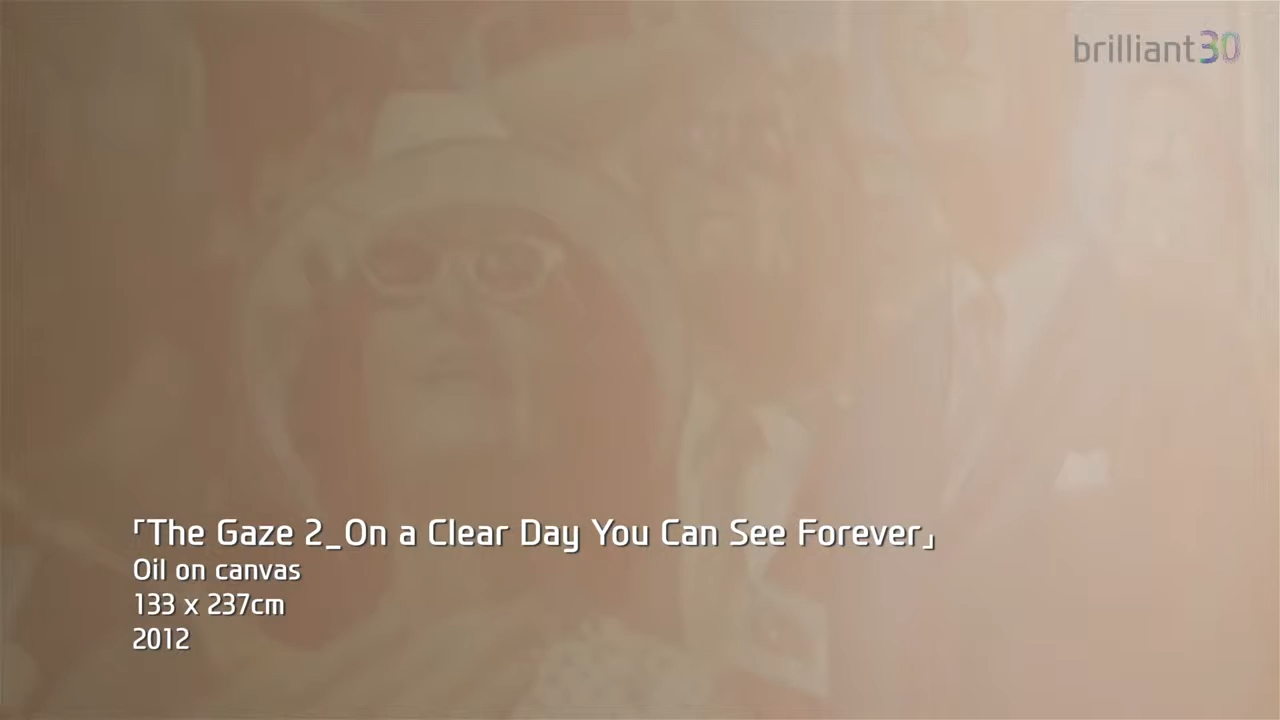 brilliant30
「The Gaze 2_On a Clear Day You Can See Forever」
Oil on canvas
133 x 237cm
2012